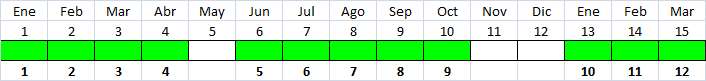 Ene Feb Mar Abr May Jun Jul Ago Sep Oct Nov Dic Ene Feb Mar
1 2 3 4 5 6 7 8 9 10 11 12 13 14 15
1 2 3 4 5 6 7 8 9 10 11 12